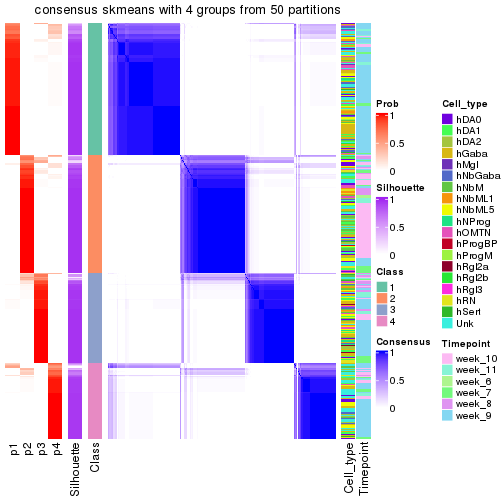 consensus skmeans with 4 groups from 50 partitions
p1
p2
p3
p4
Silhouette
Class
Cell_type
Timepoint
Prob
1
0.5
0
Silhouette
1
0.5
0
Class
1
2
3
4
Consensus
1
0.5
0
Cell_type
hDA0
hDA1
hDA2
hGaba
hMgl
hNbGaba
hNbM
hNbML1
hNbML5
hNProg
hOMTN
hProgBP
hProgM
hRgl2a
hRgl2b
hRgl3
hRN
hSert
Unk
Timepoint
week_10
week_11
week_6
week_7
week_8
week_9